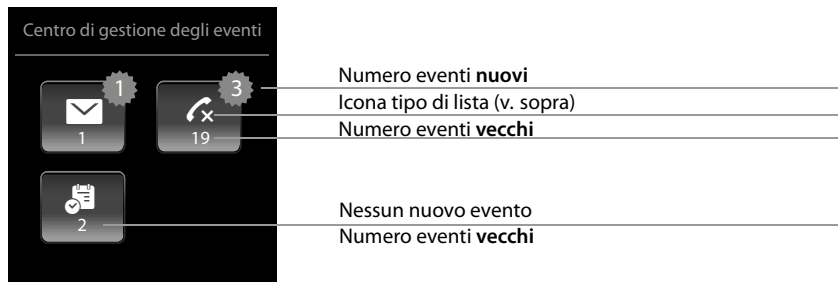 Centro di gestione degli eventi
1
3
Numero eventi nuovi
Icona tipo di lista (v. sopra)
1
19
Numero eventi vecchi
Nessun nuovo evento
2
Numero eventi vecchi